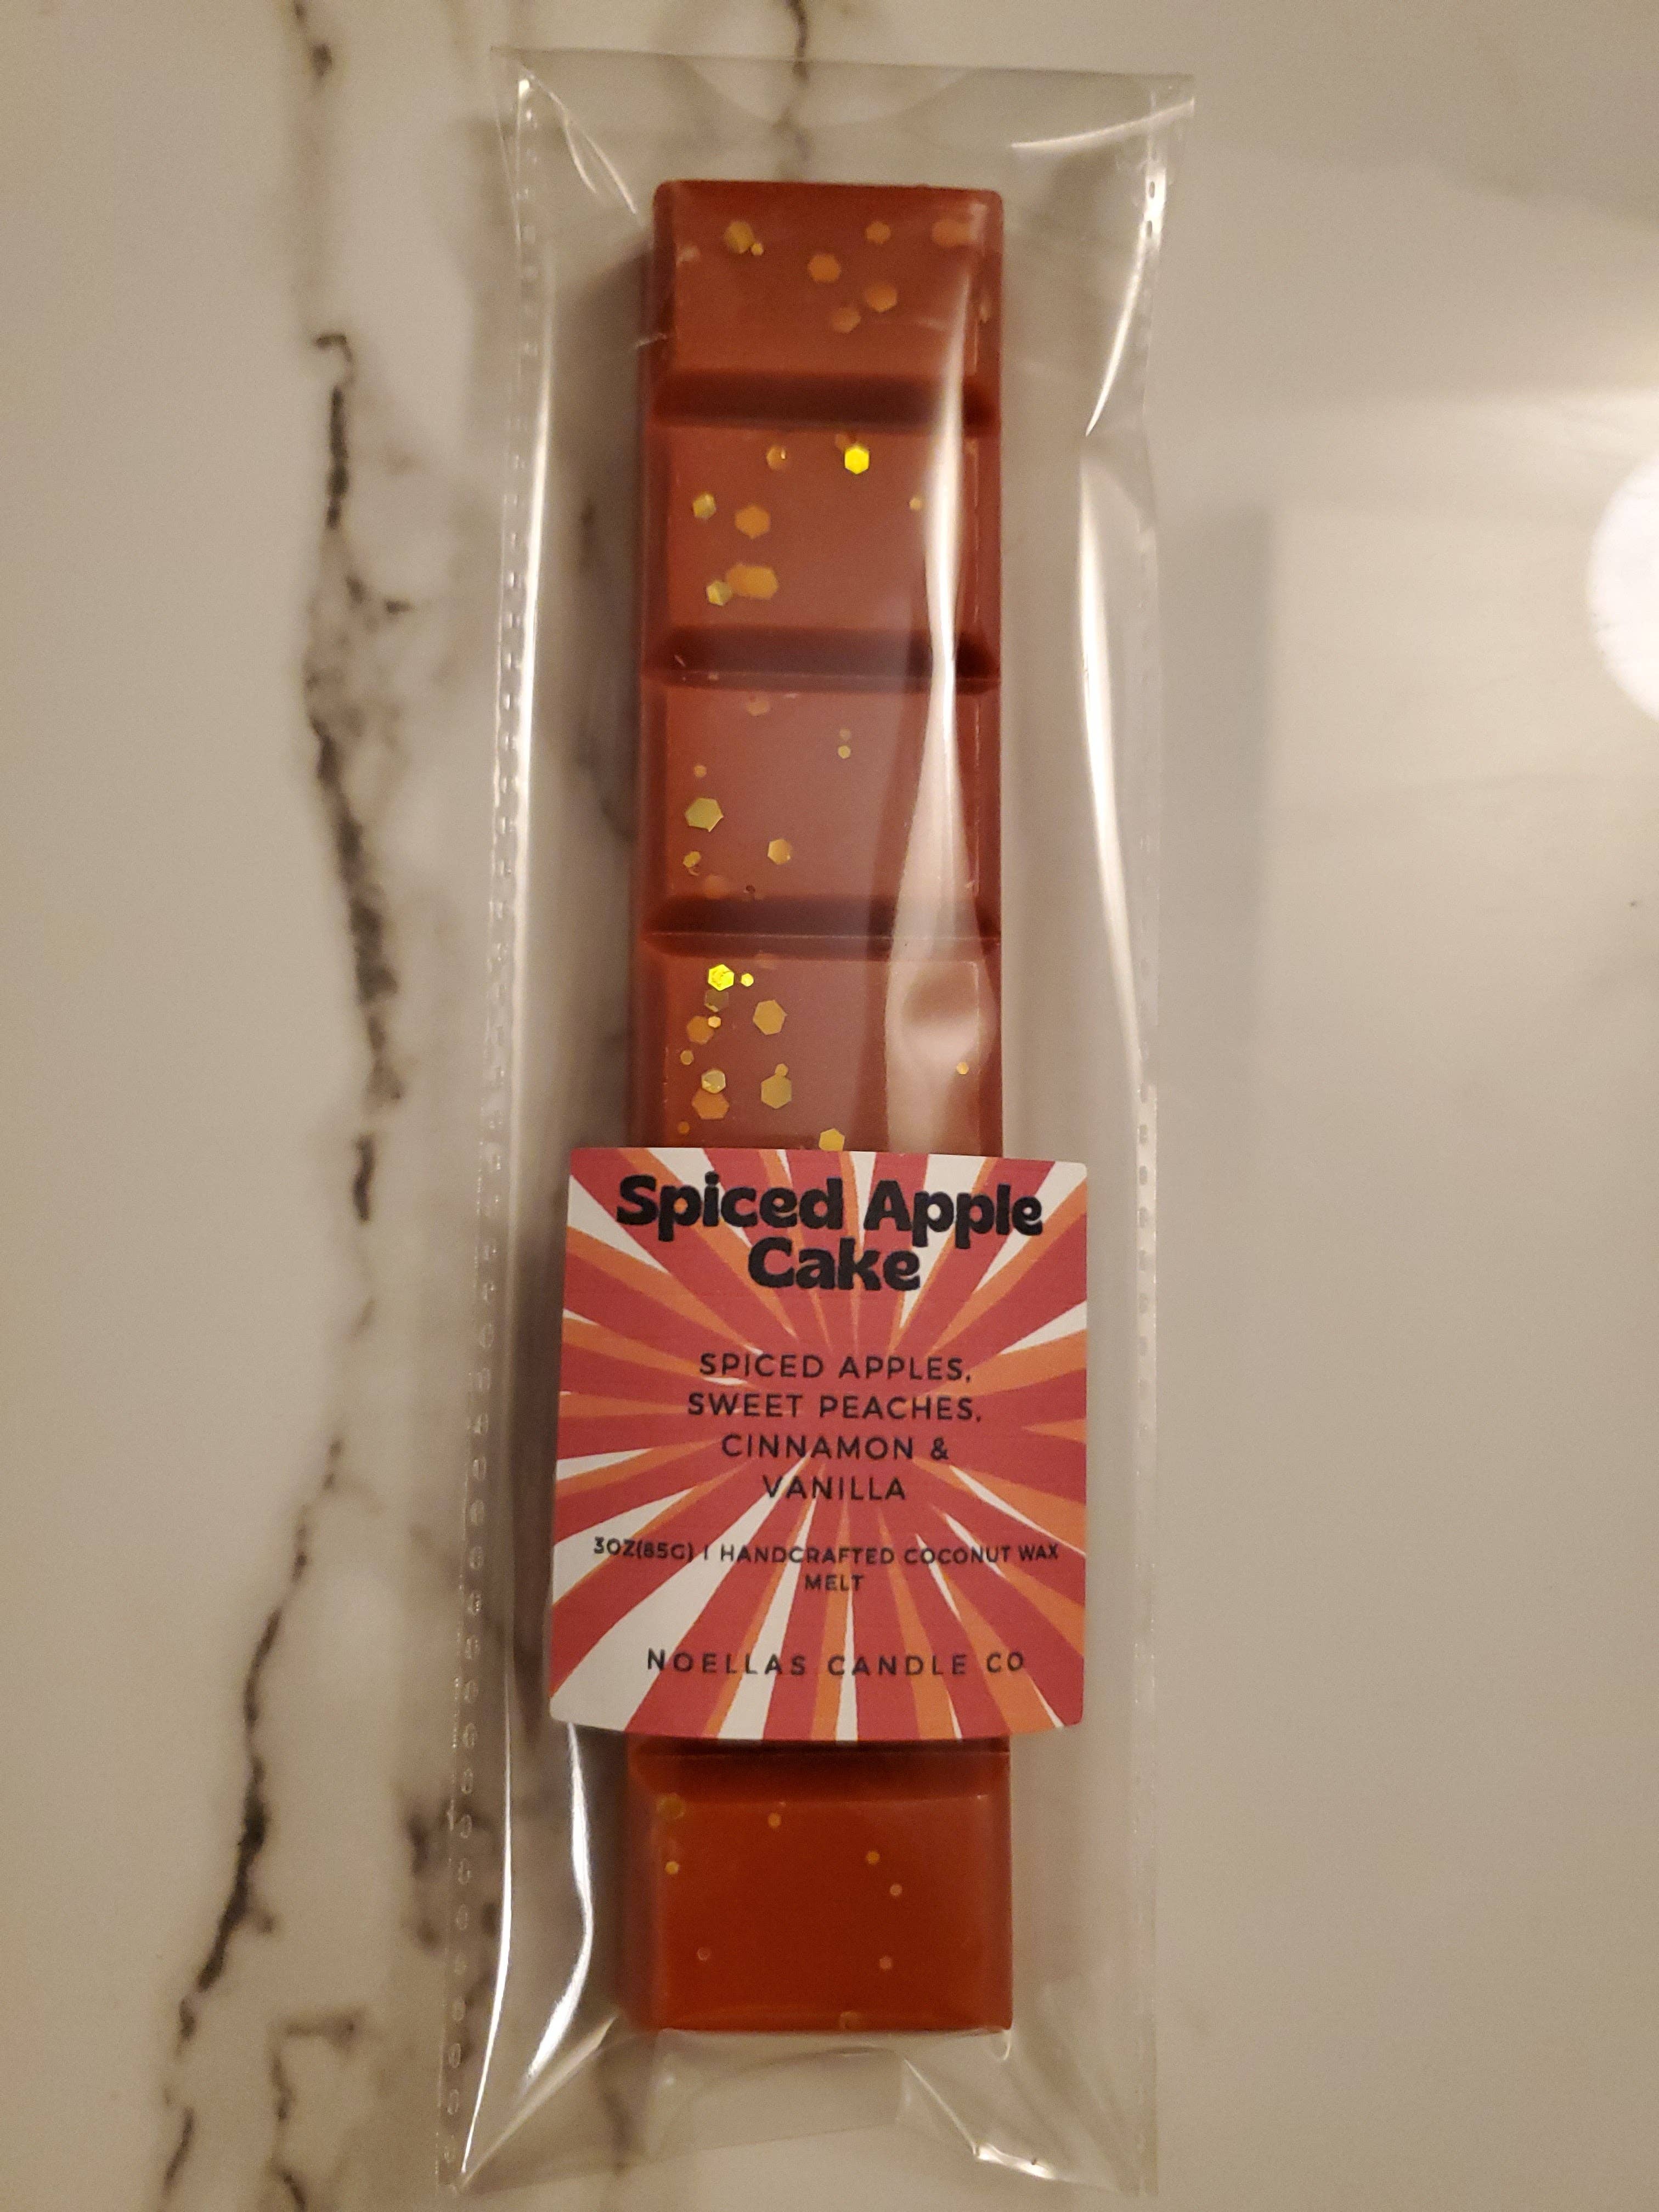 Spiced Apple
Cake
SPICED APPLES,
SWEET PEACHES,
CINNAMON &
VANILLA
3OZ(85G) | HANDCRAFTED COCONUT WAX
MELT
NOELLAS CANDLE CO